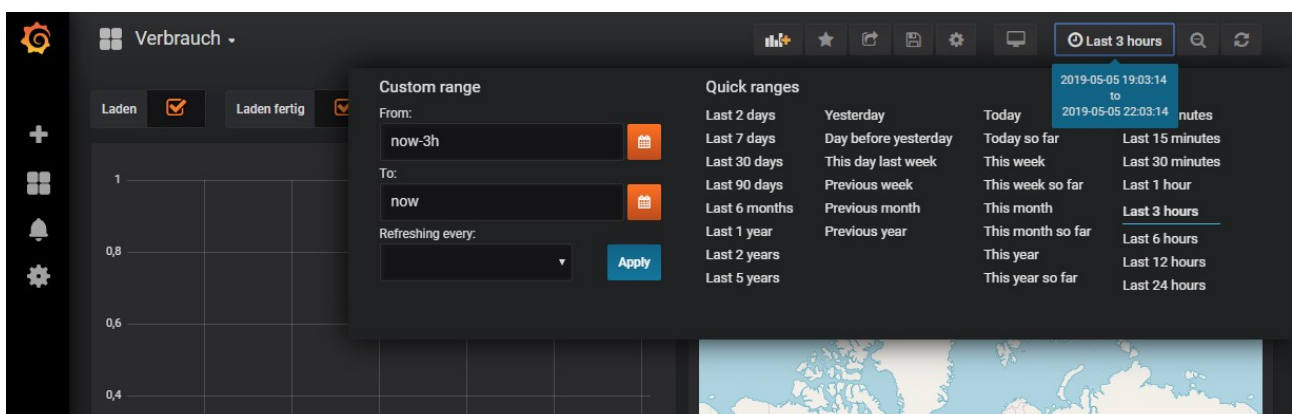 Verbrauch
Last 3 hours
2019-05-05 19:03:14
to
2019-05-05 22:03:14
Laden
Laden fertig
Custom range
From:
now-3h
To:
now
Refreshing every:
Apply
Quick ranges
Last 2 days
Last 7 days
Last 30 days
Last 90 days
Last 6 months
Last 1 year
Last 2 years
Last 5 years
Yesterday
Day before yesterday
This day last week
Previous week
Previous month
Previous year
Today
Today so far
This week
This week so far
This month
This month so far
This year
This year so far
nutes
Last 15 minutes
Last 30 minutes
Last 1 hour
Last 3 hours
Last 6 hours
Last 12 hours
Last 24 hours
1
0,8
0,6
0,4